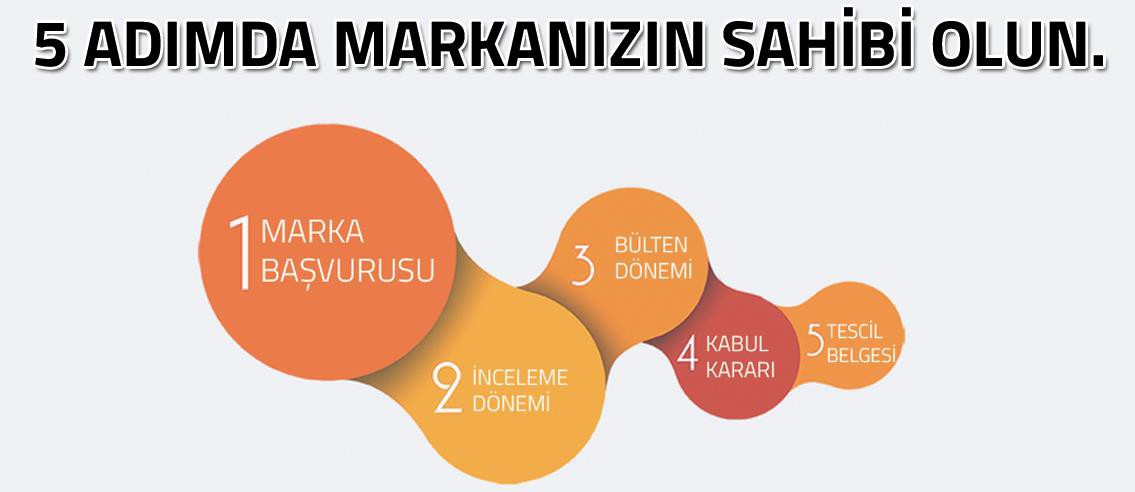 5 ADIMDA MARKANIZIN SAHİBİ OLUN.
1 MARKA
BAŞVURUSU
2 İNCELEME
DÖNEMİ
3 BÜLTEN
DÖNEMİ
4 KABUL
KARARI
5 TESCİL
BELGESİ